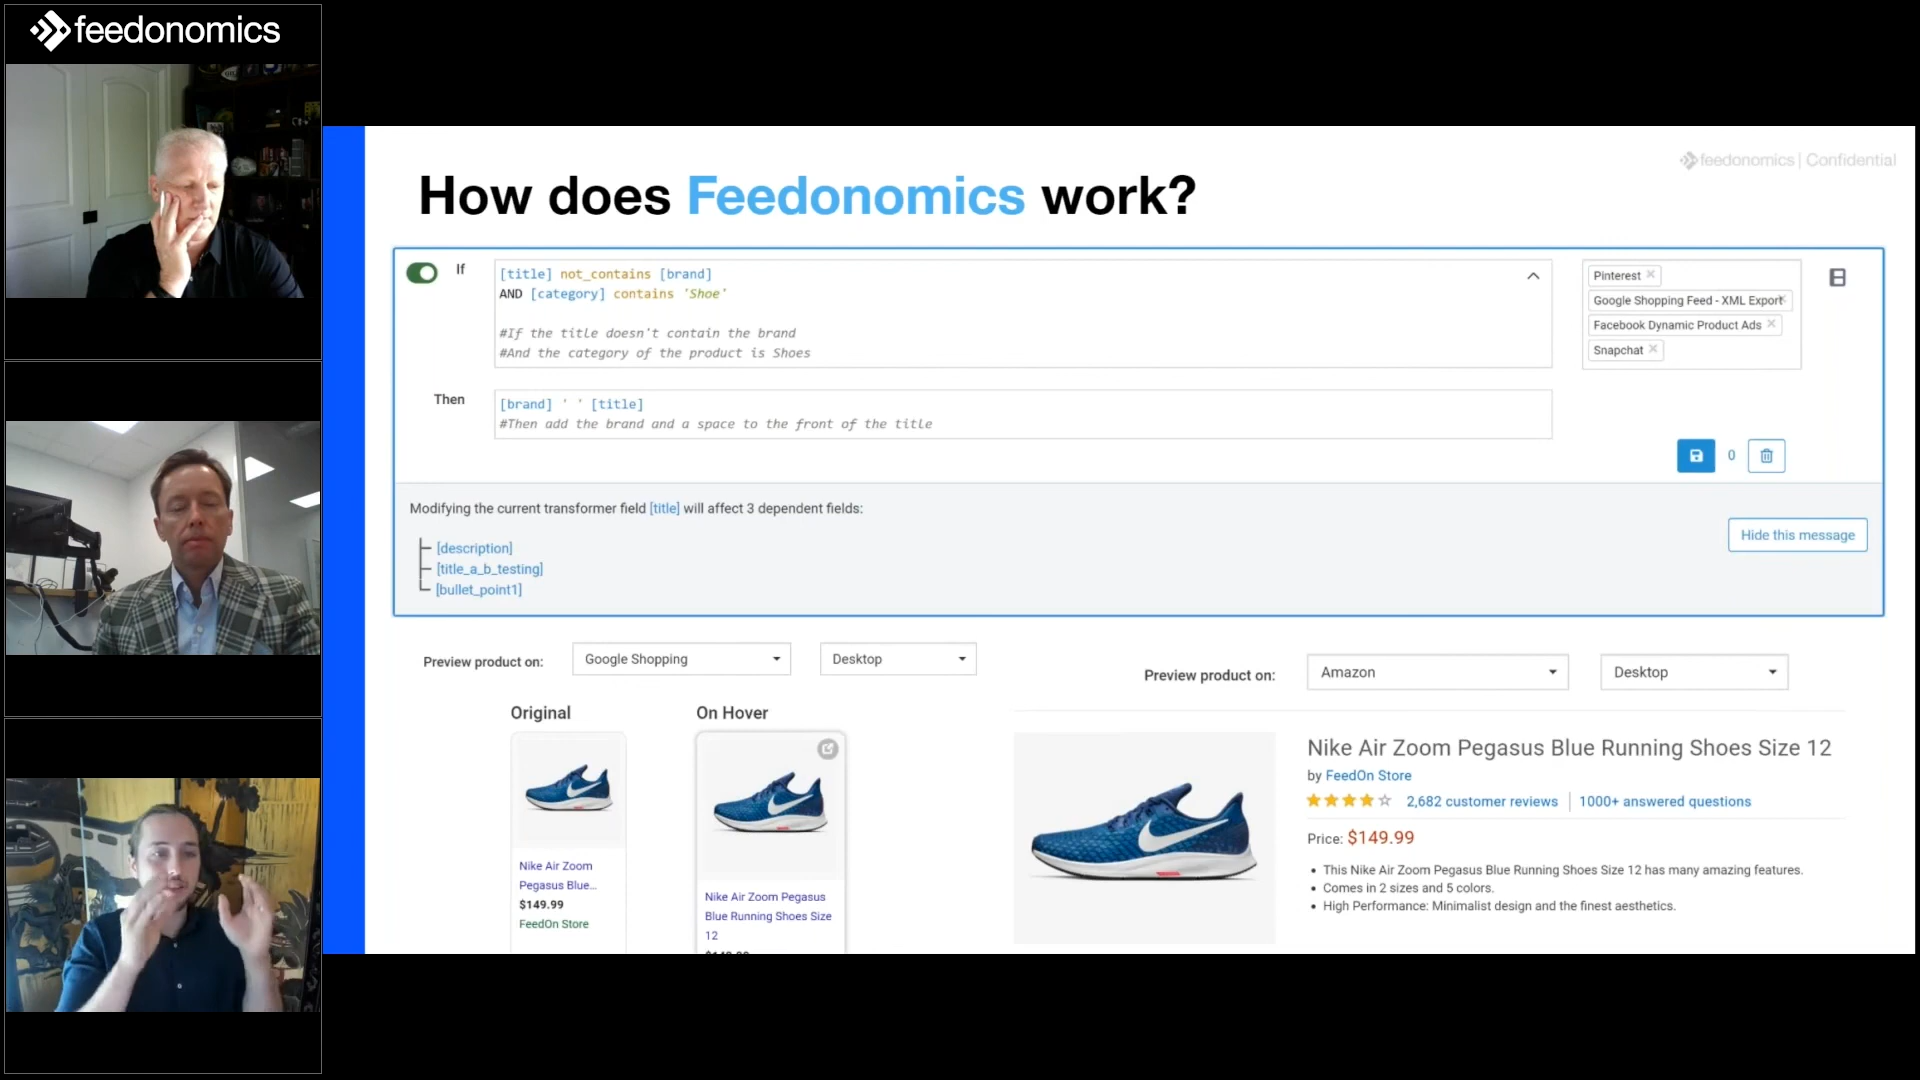 feedonomics
feedonomics | Confidential
How does Feedonomics work?
If
[title] not_contains [brand]
AND [category] contains 'Shoe'
#If the title doesn't contain the brand
#And the category of the product is Shoes
Pinterest ×
Google Shopping Feed - XML Export ×
Facebook Dynamic Product Ads ×
Snapchat ×
Then
[brand] ' ' [title]
#Then add the brand and a space to the front of the title
0
Modifying the current transformer field [title] will affect 3 dependent fields:
Hide this message
[description]
[title_a_b_testing]
[bullet_point1]
Preview product on:
Google Shopping
Desktop
Original
On Hover
Nike Air Zoom
Pegasus Blue...
$149.99
FeedOn Store
Nike Air Zoom Pegasus
Blue Running Shoes Size
12
$149.99
Preview product on:
Amazon
Desktop
Nike Air Zoom Pegasus Blue Running Shoes Size 12
by FeedOn Store
2,682 customer reviews | 1000+ answered questions
Price: $149.99
• This Nike Air Zoom Pegasus Blue Running Shoes Size 12 has many amazing features.
• Comes in 2 sizes and 5 colors.
• High Performance: Minimalist design and the finest aesthetics.